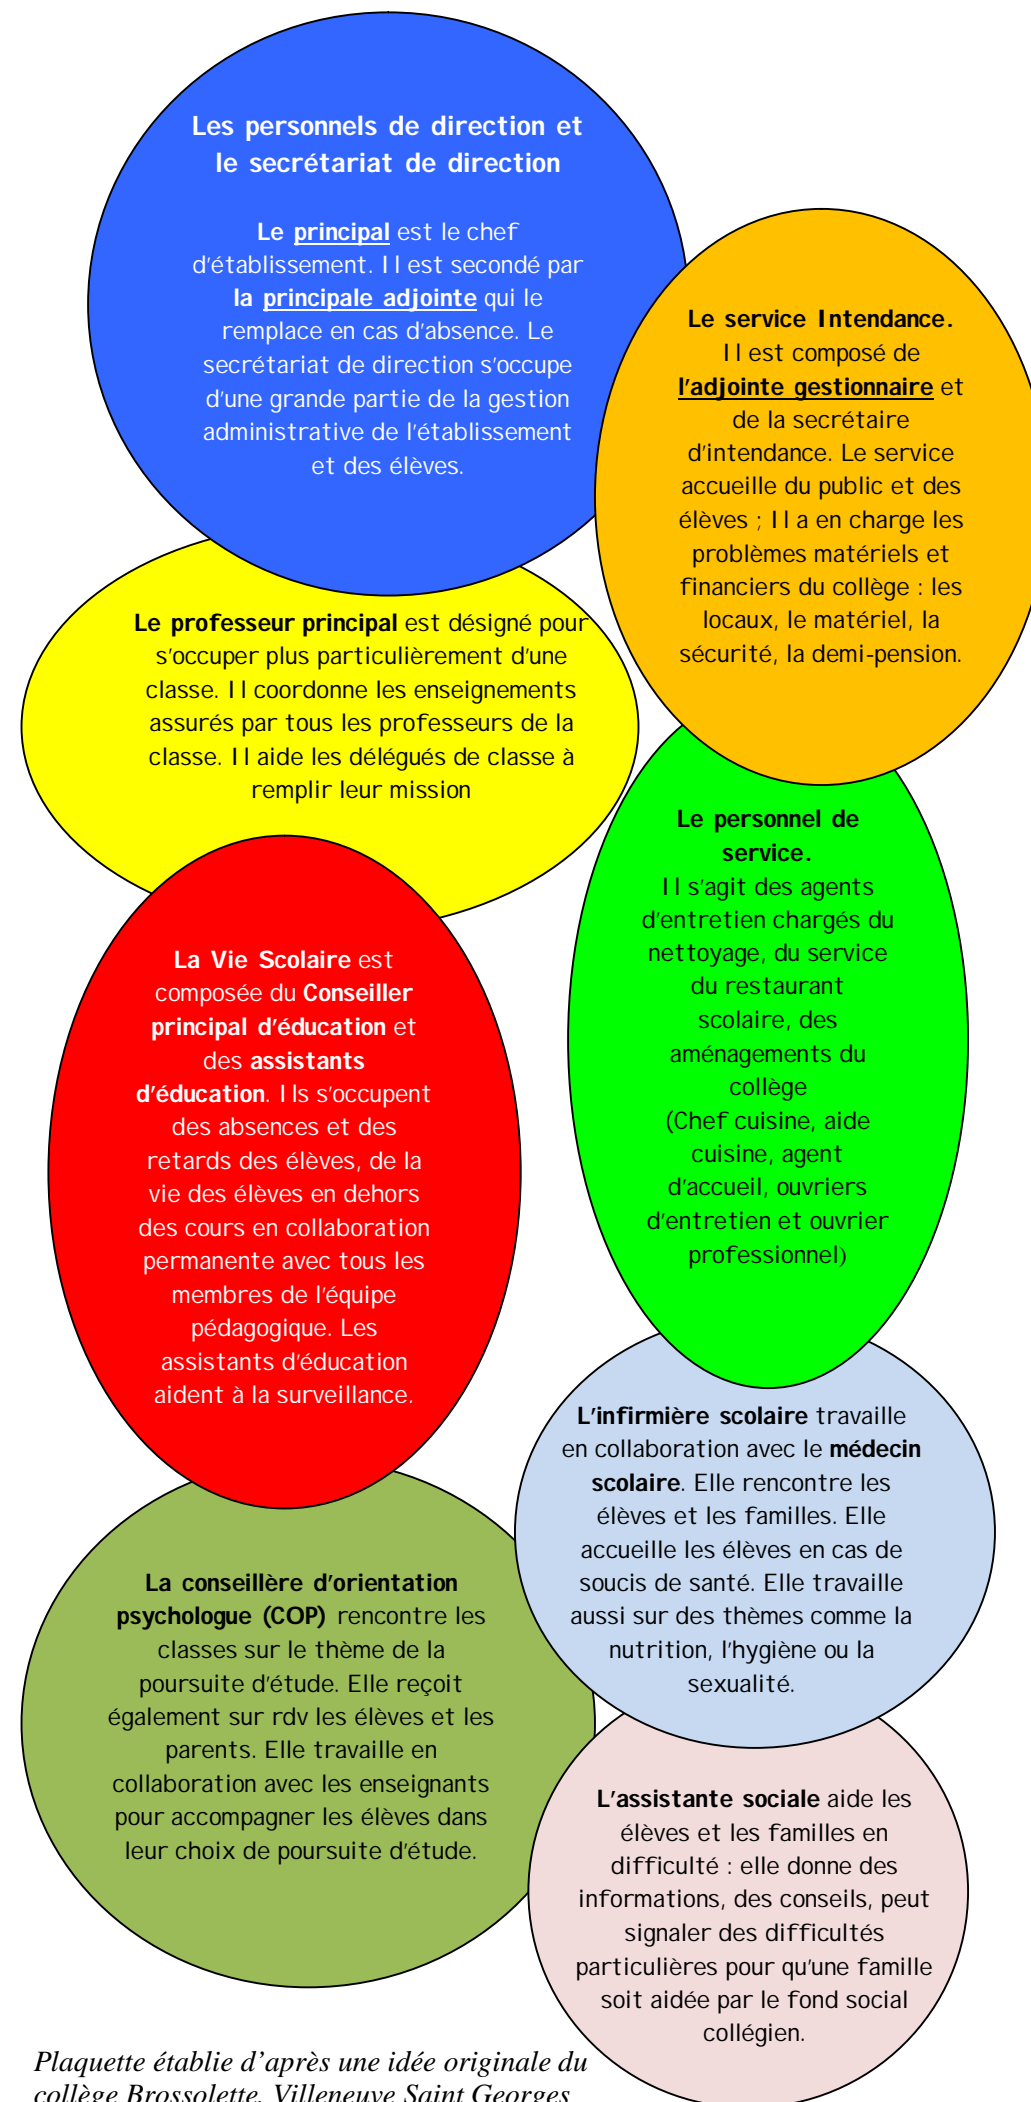 Les personnels de direction et
le secrétariat de direction
Le principal est le chef
d'établissement. Il est secondé par
la principale adjointe qui le
remplace en cas d'absence. Le
secrétariat de direction s'occupe
d'une grande partie de la gestion
administrative de l'établissement
et des élèves.
Le service Intendance.
Il est composé de
l'adjointe gestionnaire et
de la secrétaire
d'intendance. Le service
accueille du public et des
élèves ; Il a en charge les
problèmes matériels et
financiers du collège : les
locaux, le matériel, la
sécurité, la demi-pension.
Le professeur principal est désigné pour
s'occuper plus particulièrement d'une
classe. Il coordonne les enseignements
assurés par tous les professeurs de la
classe. Il aide les délégués de classe à
remplir leur mission
Le personnel de
service.
Il s'agit des agents
d'entretien chargés du
nettoyage, du service
du restaurant
scolaire, des
aménagements du
collège
(Chef cuisine, aide
cuisine, agent
d'accueil, ouvriers
d'entretien et ouvrier
professionnel)
La Vie Scolaire est
composée du Conseiller
principal d'éducation et
des assistants
d'éducation. Ils s'occupent
des absences et des
retards des élèves, de la
vie des élèves en dehors
des cours en collaboration
permanente avec tous les
membres de l'équipe
pédagogique. Les
assistants d'éducation
aident à la surveillance.
L'infirmière scolaire travaille
en collaboration avec le médecin
scolaire. Elle rencontre les
élèves et les familles. Elle
accueille les élèves en cas de
soucis de santé. Elle travaille
aussi sur des thèmes comme la
nutrition, l'hygiène ou la
sexualité.
La conseillère d'orientation
psychologue (COP) rencontre les
classes sur le thème de la
poursuite d'étude. Elle reçoit
également sur rdv les élèves et les
parents. Elle travaille en
collaboration avec les enseignants
pour accompagner les élèves dans
leur choix de poursuite d'étude.
L'assistante sociale aide les
élèves et les familles en
difficulté : elle donne des
informations, des conseils, peut
signaler des difficultés
particulières pour qu'une famille
soit aidée par le fond social
collégien.
Plaquette établie d'après une idée originale du
collège Brossolette, Villeneuve Saint Georges